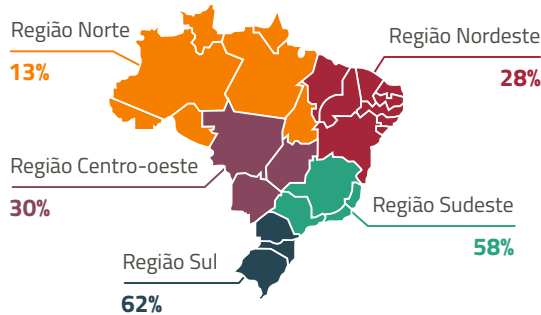 Região Norte
13%
Região Nordeste
28%
Região Centro-oeste
30%
Região Sudeste
58%
Região Sul
62%